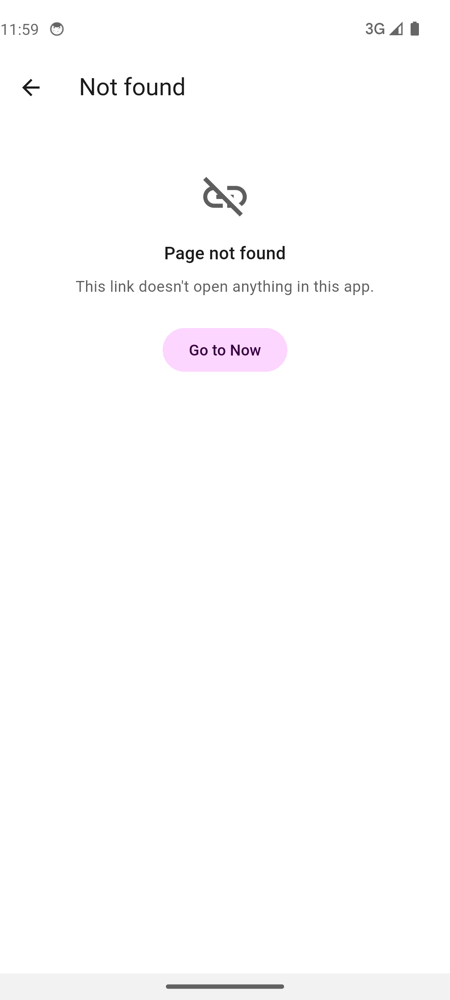 11:59
3G
Not found
Page not found
This link doesn't open anything in this app.
Go to Now